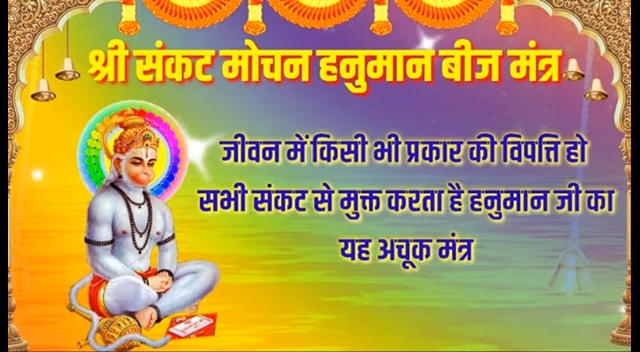 श्री संकट मोचन हनुमान बीज मंत्र
जीवन में किसी भी प्रकार की विपत्ति हो
सभी संकट से मुक्त करता है हनुमान जी का
यह अचूक मंत्र